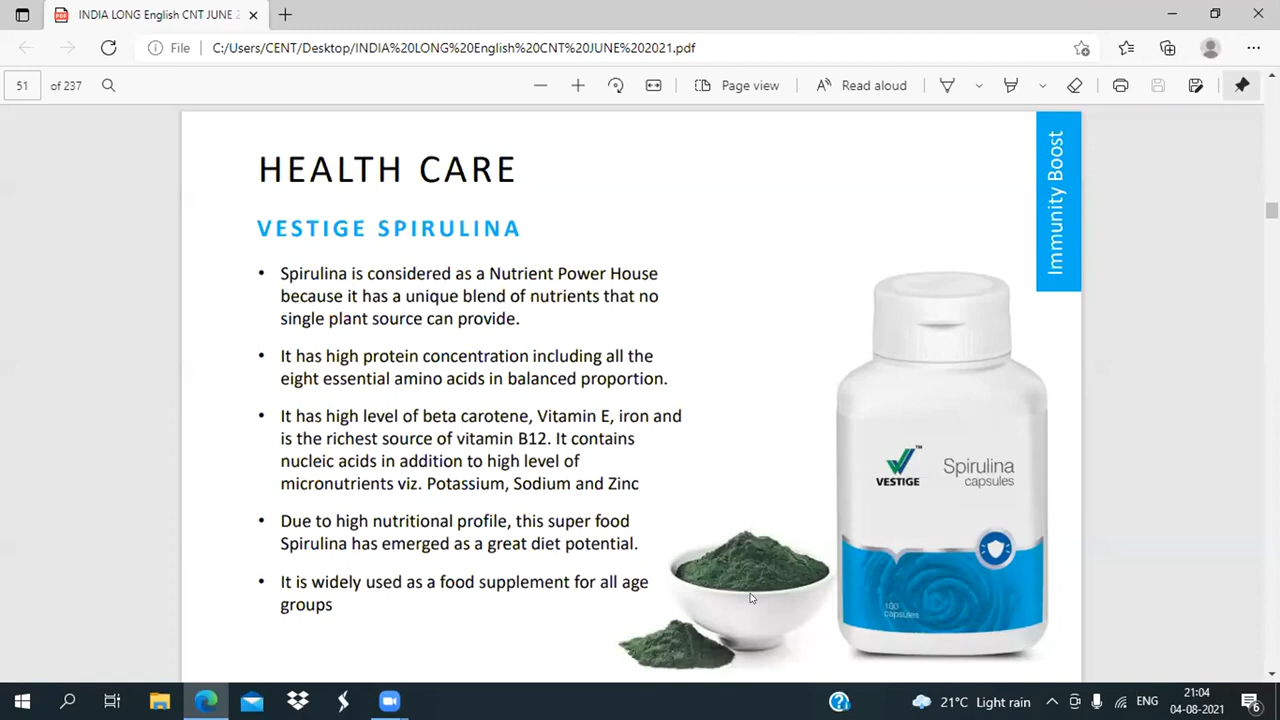 INDIA LONG English CNT JUNE 2
File
C:/Users/CENT/Desktop/INDIA%20LONG%20English%20CNT%20JUNE%202021.pdf
51 of 237
Page view
Read aloud
HEALTH CARE
Immunity Boost
VESTIGE SPIRULINA
• Spirulina is considered as a Nutrient Power House
because it has a unique blend of nutrients that no
single plant source can provide.
• It has high protein concentration including all the
eight essential amino acids in balanced proportion.
• It has high level of beta carotene, Vitamin E, iron and
is the richest source of vitamin B12. It contains
nucleic acids in addition to high level of
micronutrients viz. Potassium, Sodium and Zinc
• Due to high nutritional profile, this super food
Spirulina has emerged as a great diet potential.
• It is widely used as a food supplement for all age
groups
VESTIGE™
Spirulina
capsules
100
capsules
21°C Light rain
ENG
21:04
04-08-2021
6